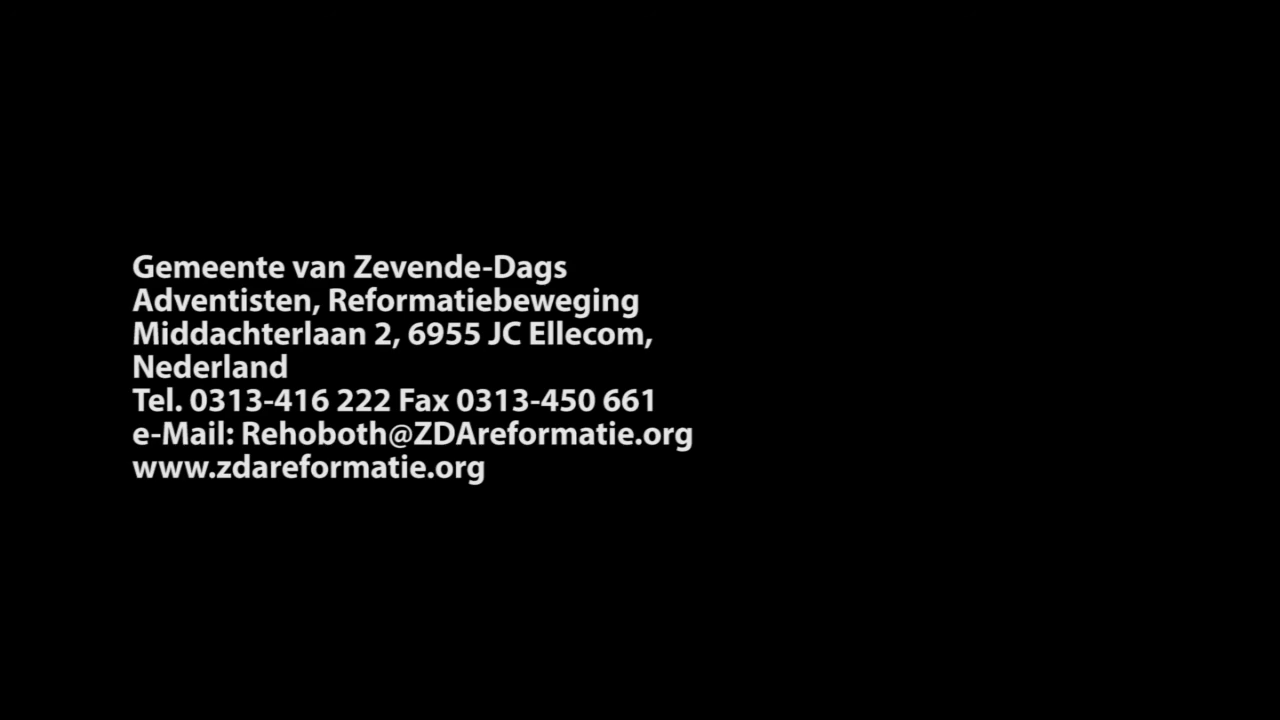 Gemeente van Zevende-Dags
Adventisten, Reformatiebeweging
Middachterlaan 2, 6955 JC Ellecom,
Nederland
Tel. 0313-416 222 Fax 0313-450 661
e-Mail: Rehoboth@ZDAreformatie.org
www.zdareformatie.org